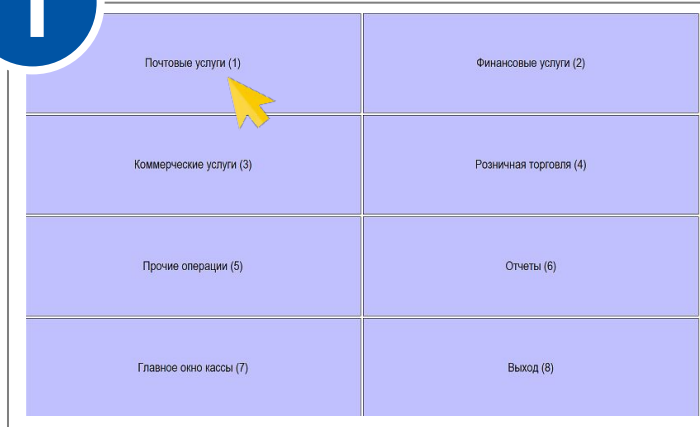 1
Почтовые услуги (1)
Финансовые услуги (2)
Коммерческие услуги (3)
Розничная торговля (4)
Прочие операции (5)
Отчеты (6)
Главное окно кассы (7)
Выход (8)